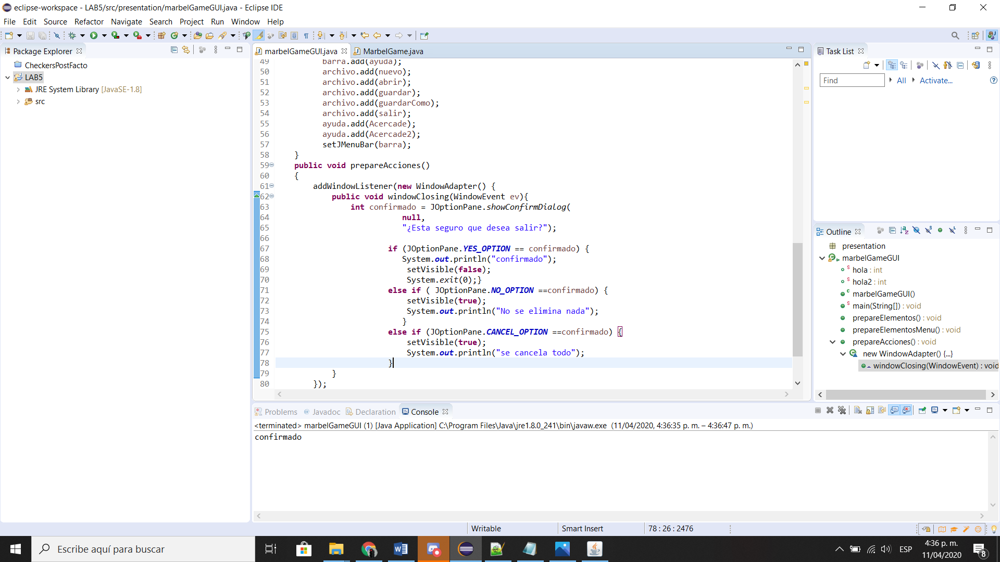 eclipse-workspace - LAB5/src/presentation/marbelGameGUI.java - Eclipse IDE
File Edit Source Refactor Navigate Search Project Run Window Help
Package Explorer
CheckersPostFacto
LAB5
JRE System Library [JavaSE-1.8]
src
marbelGameGUI.java MarbelGame.java
49 barra.add(ayuda);
50 archivo.add(nuevo);
51 archivo.add(abrir);
52 archivo.add(guardar);
53 archivo.add(guardarComo);
54 archivo.add(salir);
55 ayuda.add(Acercade);
56 ayuda.add(Acercade2);
57 setJMenuBar(barra);
58 }
59 public void prepareAcciones()
60 {
61 addWindowListener(new WindowAdapter() {
62 public void windowClosing(WindowEvent ev){
63 int confirmado = JOptionPane.showConfirmDialog(
64 null,
65 "¿Esta seguro que desea salir?");
66
67 if (JOptionPane.YES_OPTION == confirmado) {
68 System.out.println("confirmado");
69 setVisible(false);
70 System.exit(0);}
71 else if ( JOptionPane.NO_OPTION ==confirmado) {
72 setVisible(true);
73 System.out.println("No se elimina nada");
74 }
75 else if (JOptionPane.CANCEL_OPTION ==confirmado) {
76 setVisible(true);
77 System.out.println("se cancela todo");
78 }
79 }
80 });
Task List
Find All Activate...
Outline
presentation
marbelGameGUI
hola : int
hola2 : int
marbelGameGUI()
main(String[]) : void
prepareElementos() : void
prepareElementosMenu() : void
prepareAcciones() : void
new WindowAdapter() {...}
windowClosing(WindowEvent) : void
Problems Javadoc Declaration Console
<terminated> marbelGameGUI (1) [Java Application] C:\Program Files\Java\jre1.8.0_241\bin\javaw.exe (11/04/2020, 4:36:35 p. m. – 4:36:47 p. m.)
confirmado
Writable Smart Insert 78 : 26 : 2476
Escribe aquí para buscar
ESP
4:36 p. m.
11/04/2020
8